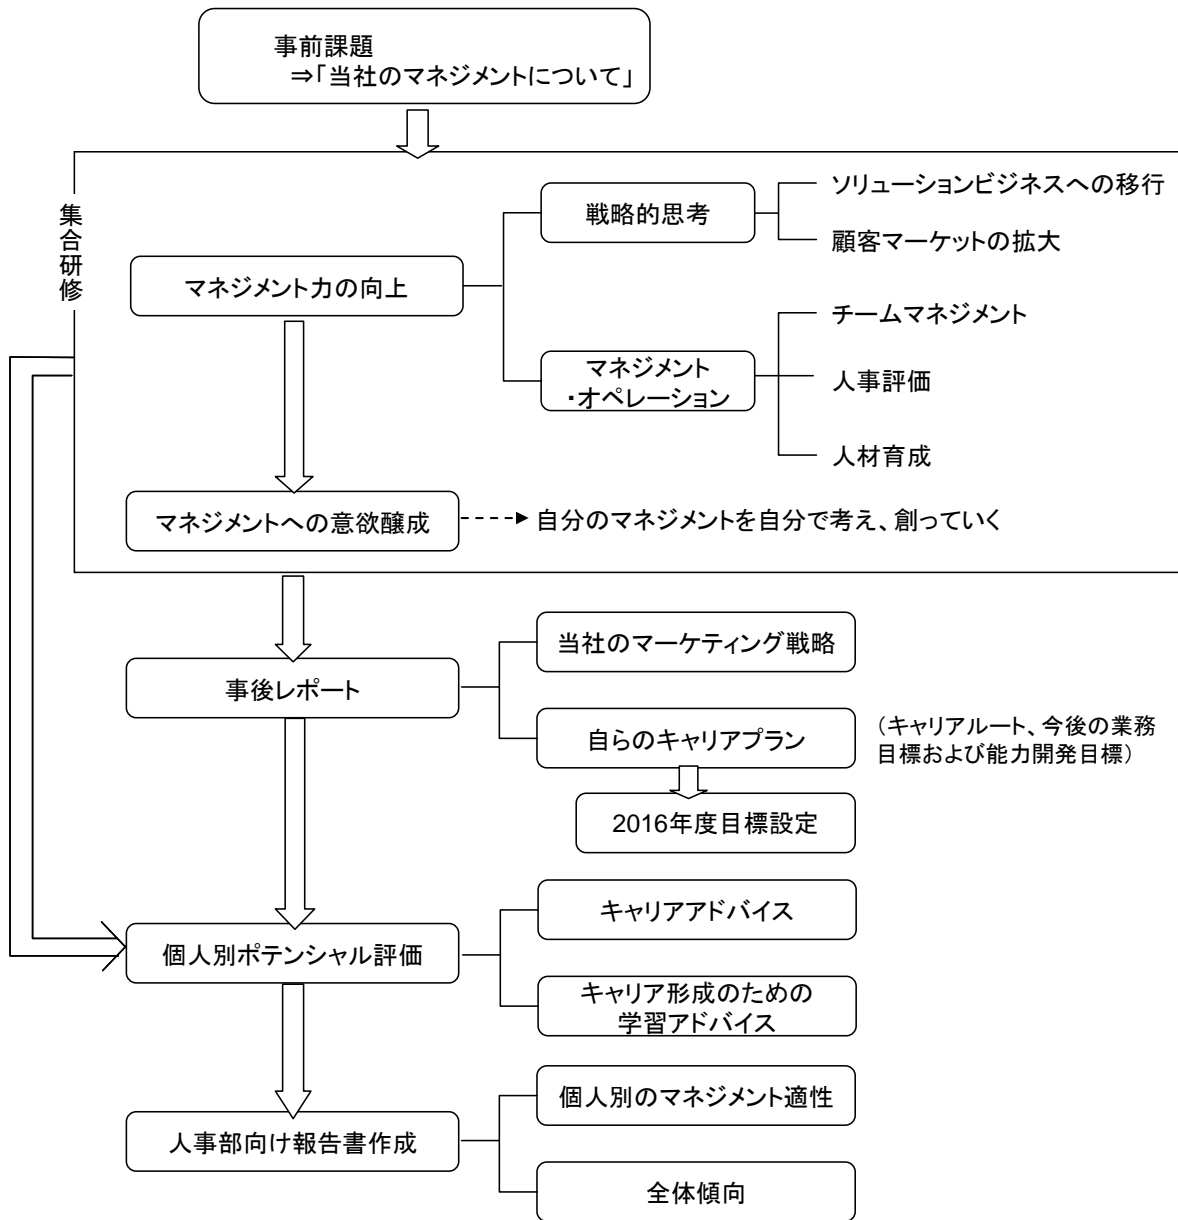 事前課題
⇒「当社のマネジメントについて」
集合研修
マネジメント力の向上
戦略的思考
ソリューションビジネスへの移行
顧客マーケットの拡大
マネジメント
・オペレーション
チームマネジメント
人事評価
人材育成
マネジメントへの意欲醸成
自分のマネジメントを自分で考え、創っていく
事後レポート
当社のマーケティング戦略
自らのキャリアプラン
（キャリアルート、今後の業務
目標および能力開発目標）
2016年度目標設定
個人別ポテンシャル評価
キャリアアドバイス
キャリア形成のための
学習アドバイス
人事部向け報告書作成
個人別のマネジメント適性
全体傾向